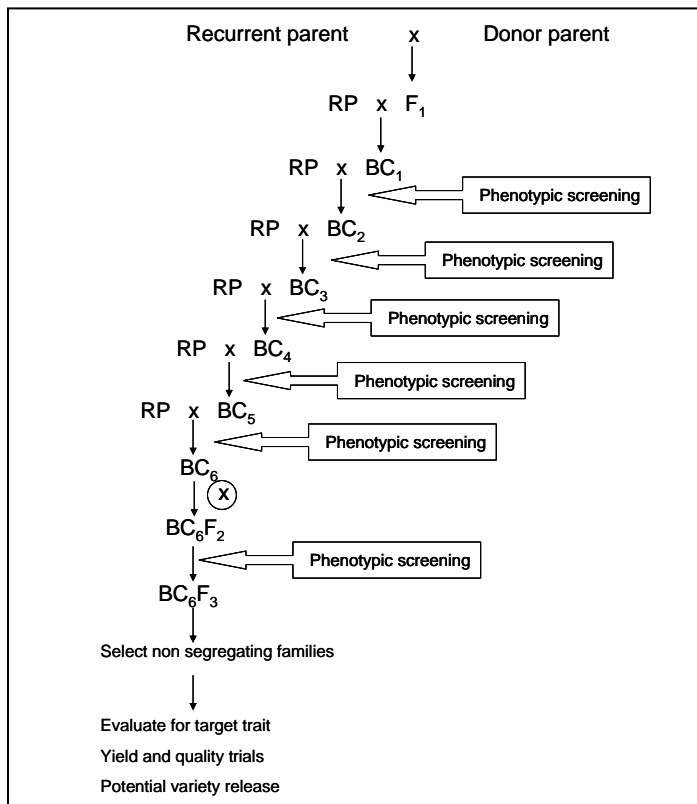 Recurrent parent x Donor parent
RP x F1
RP x BC1
Phenotypic screening
RP x BC2
Phenotypic screening
RP x BC3
Phenotypic screening
RP x BC4
Phenotypic screening
RP x BC5
Phenotypic screening
BC6
x
BC6F2
Phenotypic screening
BC6F3
Select non segregating families
Evaluate for target trait
Yield and quality trials
Potential variety release